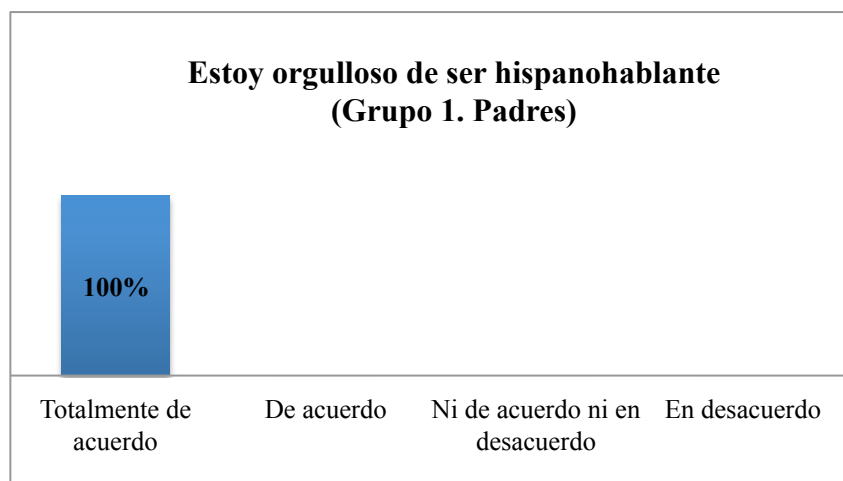 Estoy orgulloso de ser hispanohablante
(Grupo 1. Padres)
100%
Totalmente de
acuerdo
De acuerdo
Ni de acuerdo ni en
desacuerdo
En desacuerdo